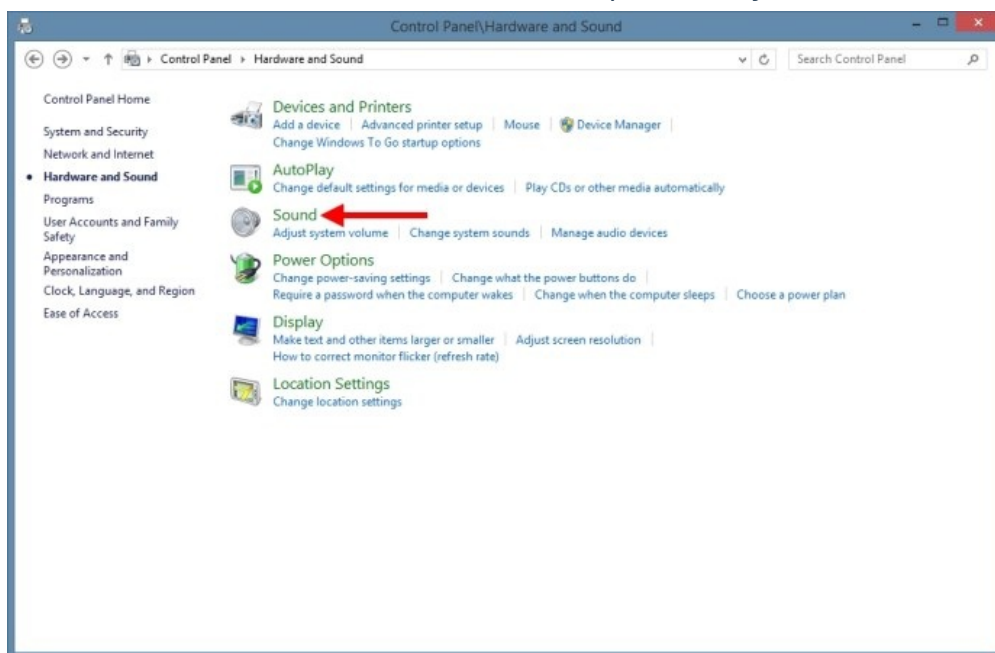 Control Panel\Hardware and Sound
Control Panel Hardware and Sound
Search Control Panel
Control Panel Home
System and Security
Network and Internet
Hardware and Sound
Programs
User Accounts and Family
Safety
Appearance and
Personalization
Clock, Language, and Region
Ease of Access
Devices and Printers
Add a device Advanced printer setup Mouse Device Manager
Change Windows To Go startup options
AutoPlay
Change default settings for media or devices Play CDs or other media automatically
Sound
Adjust system volume Change system sounds Manage audio devices
Power Options
Change power-saving settings Change what the power buttons do
Require a password when the computer wakes Change when the computer sleeps Choose a power plan
Display
Make text and other items larger or smaller Adjust screen resolution
How to correct monitor flicker (refresh rate)
Location Settings
Change location settings